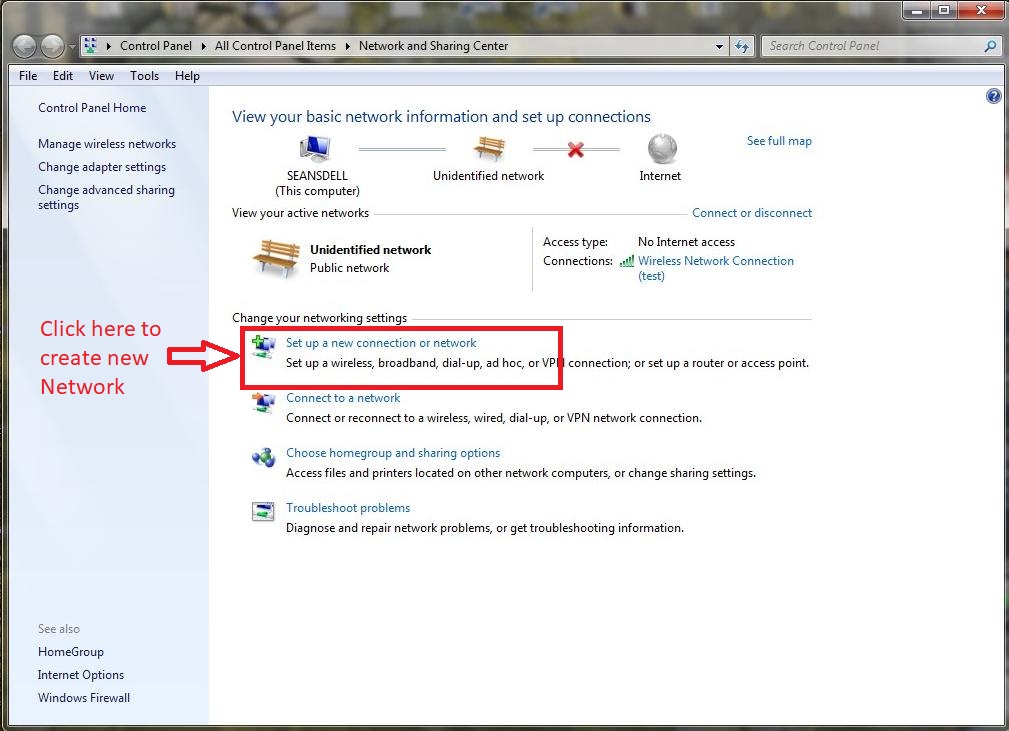 Control Panel ▸ All Control Panel Items ▸ Network and Sharing Center
Search Control Panel
File Edit View Tools Help
Control Panel Home
Manage wireless networks
Change adapter settings
Change advanced sharing
settings
View your basic network information and set up connections
See full map
SEANSDELL
(This computer)
Unidentified network
Internet
View your active networks
Connect or disconnect
Unidentified network
Public network
Access type: No Internet access
Connections: Wireless Network Connection
(test)
Change your networking settings
Click here to
create new
Network
Set up a new connection or network
Set up a wireless, broadband, dial-up, ad hoc, or VPN connection; or set up a router or access point.
Connect to a network
Connect or reconnect to a wireless, wired, dial-up, or VPN network connection.
Choose homegroup and sharing options
Access files and printers located on other network computers, or change sharing settings.
Troubleshoot problems
Diagnose and repair network problems, or get troubleshooting information.
See also
HomeGroup
Internet Options
Windows Firewall